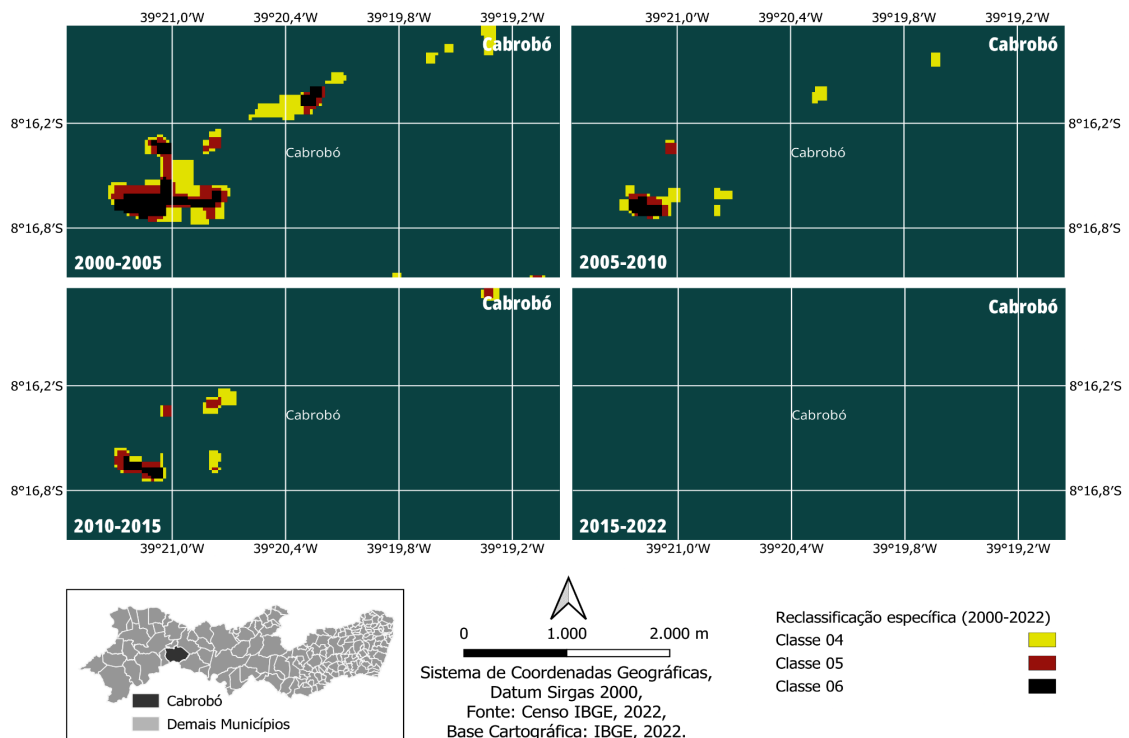 39°21,0'W 39°20,4'W 39°19,8'W 39°19,2'W 39°21,0'W 39°20,4'W 39°19,8'W 39°19,2'W
Cabrobó
Cabrobó
8°16,2'S
8°16,2'S
Cabrobó
Cabrobó
8°16,8'S
8°16,8'S
2000-2005
2005-2010
Cabrobó
Cabrobó
8°16,2'S
8°16,2'S
Cabrobó
Cabrobó
8°16,8'S
8°16,8'S
2010-2015
2015-2022
39°21,0'W 39°20,4'W 39°19,8'W 39°19,2'W 39°21,0'W 39°20,4'W 39°19,8'W 39°19,2'W
Cabrobó
Demais Municípios
0 1.000 2.000 m
Sistema de Coordenadas Geográficas,
Datum Sirgas 2000,
Fonte: Censo IBGE, 2022,
Base Cartográfica: IBGE, 2022.
Reclassificação específica (2000-2022)
Classe 04
Classe 05
Classe 06